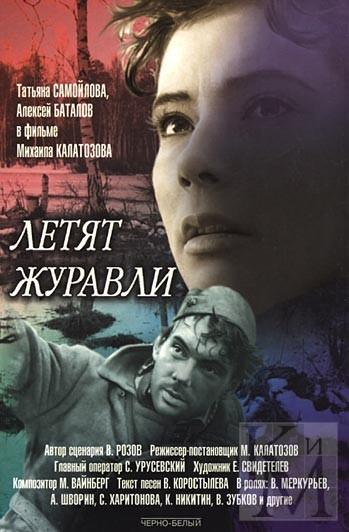 Татьяна САМОЙЛОВА,
Алексей БАТАЛОВ
в фильме
Михаила КАЛАТОЗОВА
ЛЕТЯТ
ЖУРАВЛИ
Автор сценария В. РОЗОВ Режиссер-постановщик М. КАЛАТОЗОВ
Главный оператор С. УРУСЕВСКИЙ Художник Е. СВИДЕТЕЛЕВ
Композитор М. ВАЙНБЕРГ Текст песен В. КОРОСТЫЛЕВА В ролях: В. МЕРКУРЬЕВ,
А. ШВОРИН, С. ХАРИТОНОВА, К. НИКИТИН, В. ЗУБКОВ и другие
КиМ
ЧЕРНО-БЕЛЫЙ